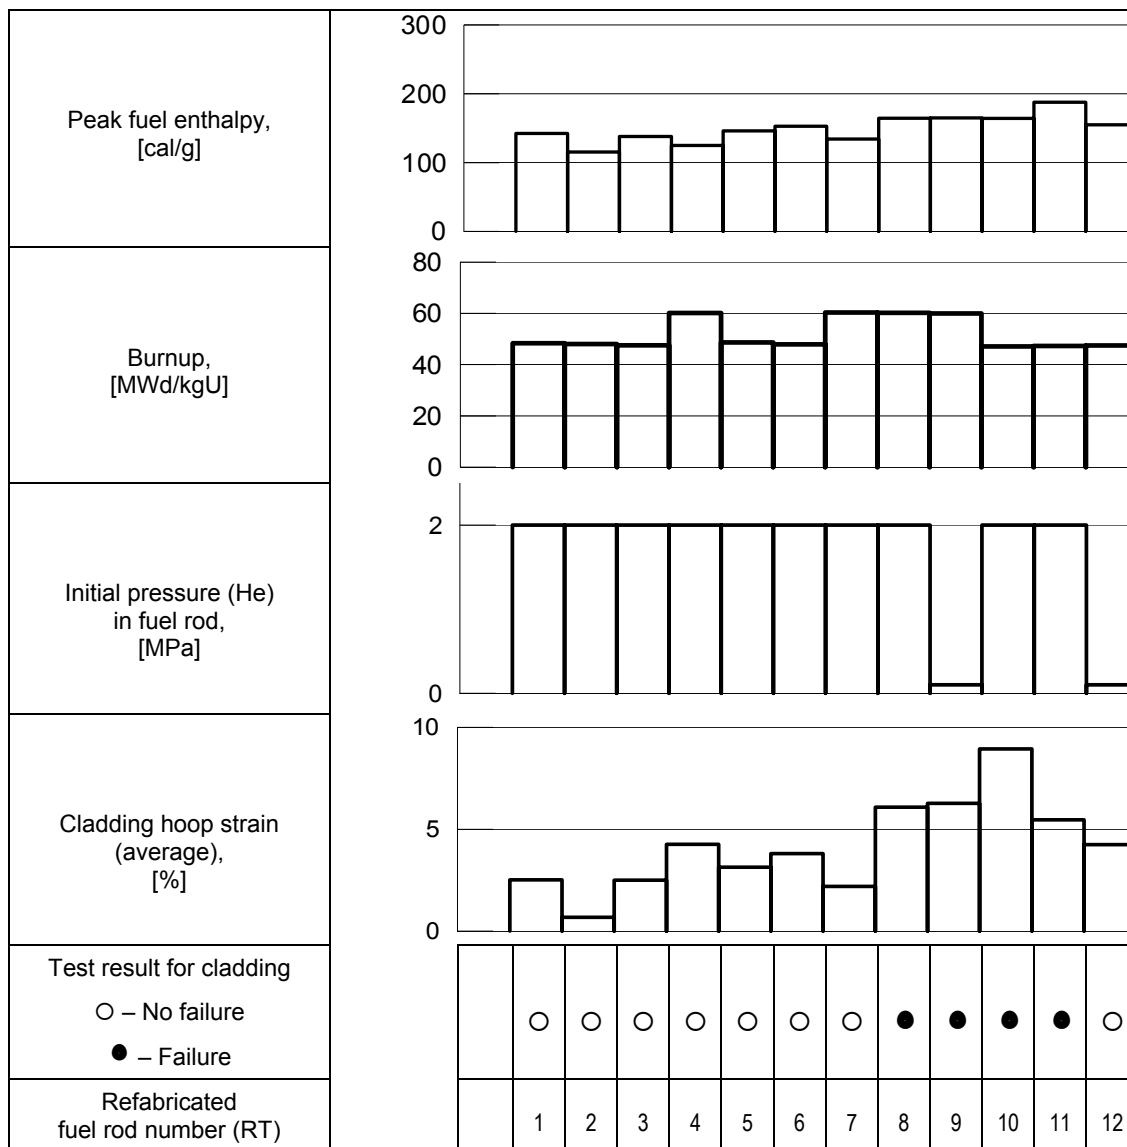 Peak fuel enthalpy,
[cal/g]
300
200
100
0
Burnup,
[MWd/kgU]
80
60
40
20
0
Initial pressure (He)
in fuel rod,
[MPa]
2
0
Cladding hoop strain
(average),
[%]
10
5
0
Test result for cladding
○ – No failure
● – Failure
Refabricated
fuel rod number (RT)
1 2 3 4 5 6 7 8 9 10 11 12